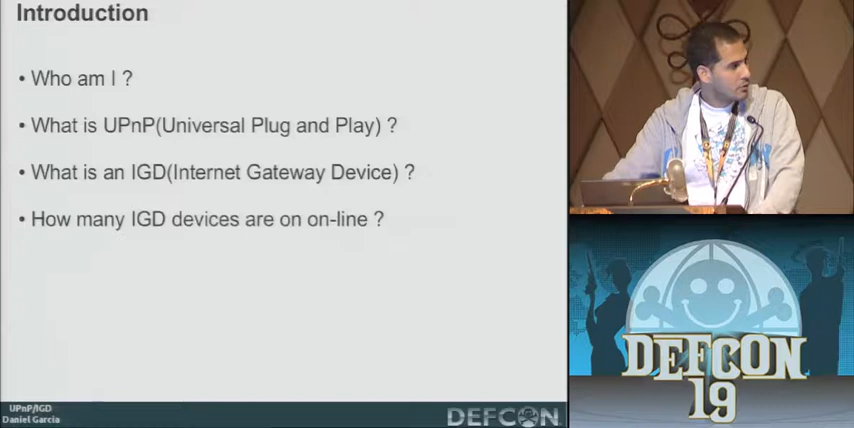 Introduction
• Who am I ?
• What is UPnP(Universal Plug and Play) ?
• What is an IGD(Internet Gateway Device) ?
• How many IGD devices are on on-line ?
UPnP/IGD
Daniel Garcia
DEFCON.
DEFCON
19